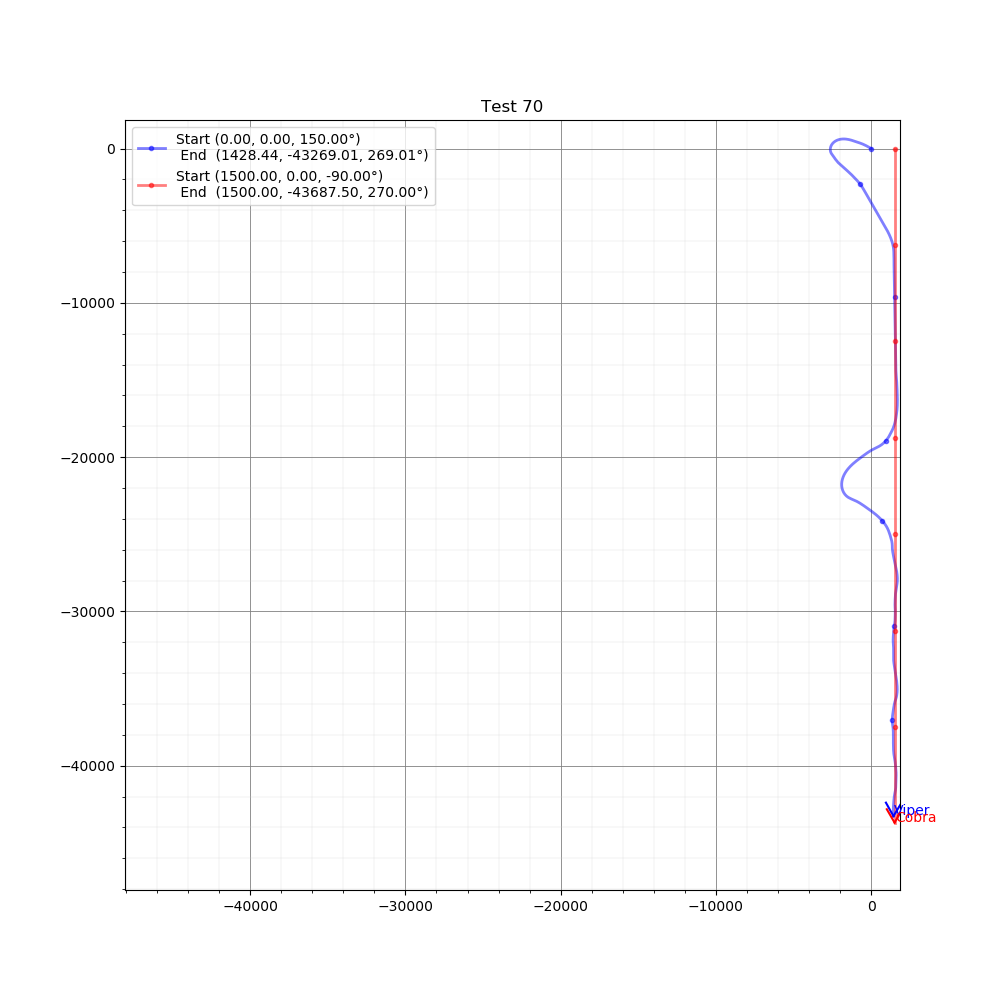 Test 70
Start (0.00, 0.00, 150.00°)
End (1428.44, -43269.01, 269.01°)
Start (1500.00, 0.00, -90.00°)
End (1500.00, -43687.50, 270.00°)
0
−10000
−20000
−30000
−40000
Viper
Cobra
−40000 −30000 −20000 −10000 0